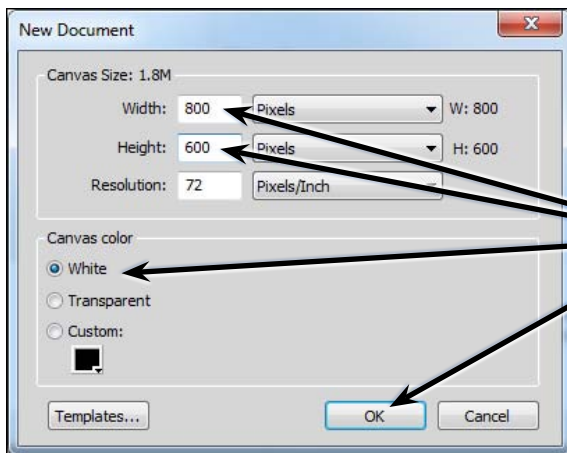 New Document
Canvas Size: 1.8M
Width: 800 Pixels W: 800
Height: 600 Pixels H: 600
Resolution: 72 Pixels/Inch
Canvas color
White
Transparent
Custom:
Templates... OK Cancel